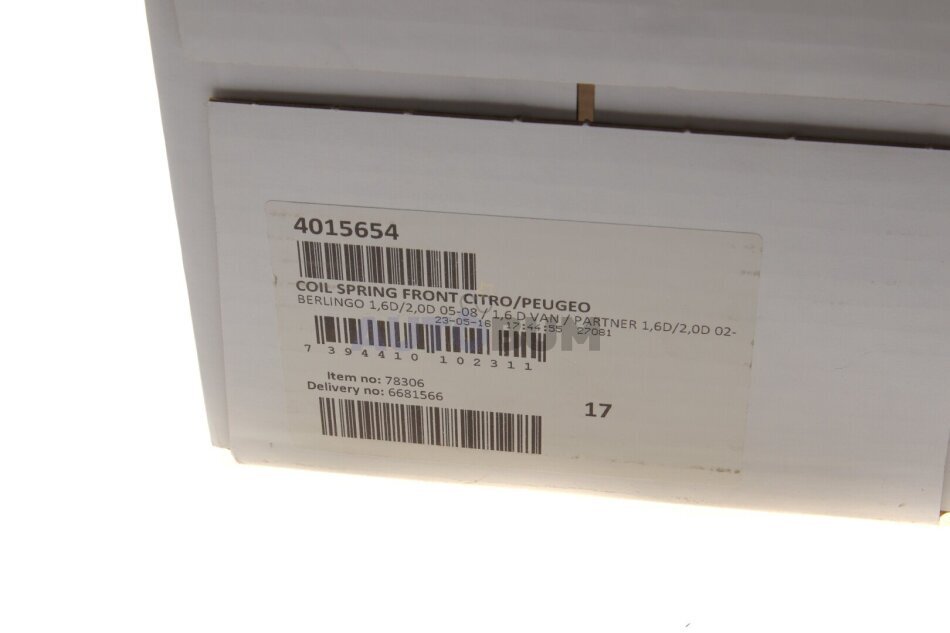 4015654
COIL SPRING FRONT CITRO/PEUGEO
BERLINGO 1,6D/2,0D 05-08 / 1,6 D VAN / PARTNER 1,6D/2,0D 02-
23-05-16 17:44:55 27081
7 394410 102311
Item no: 78306
Delivery no: 6681566
17